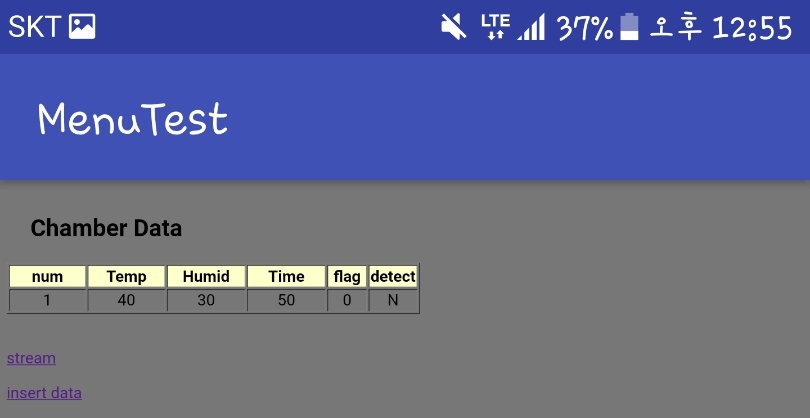 SKT LTE 37% 오후 12:55
MenuTest
Chamber Data
num Temp Humid Time flag detect
1 40 30 50 0 N
stream
insert data